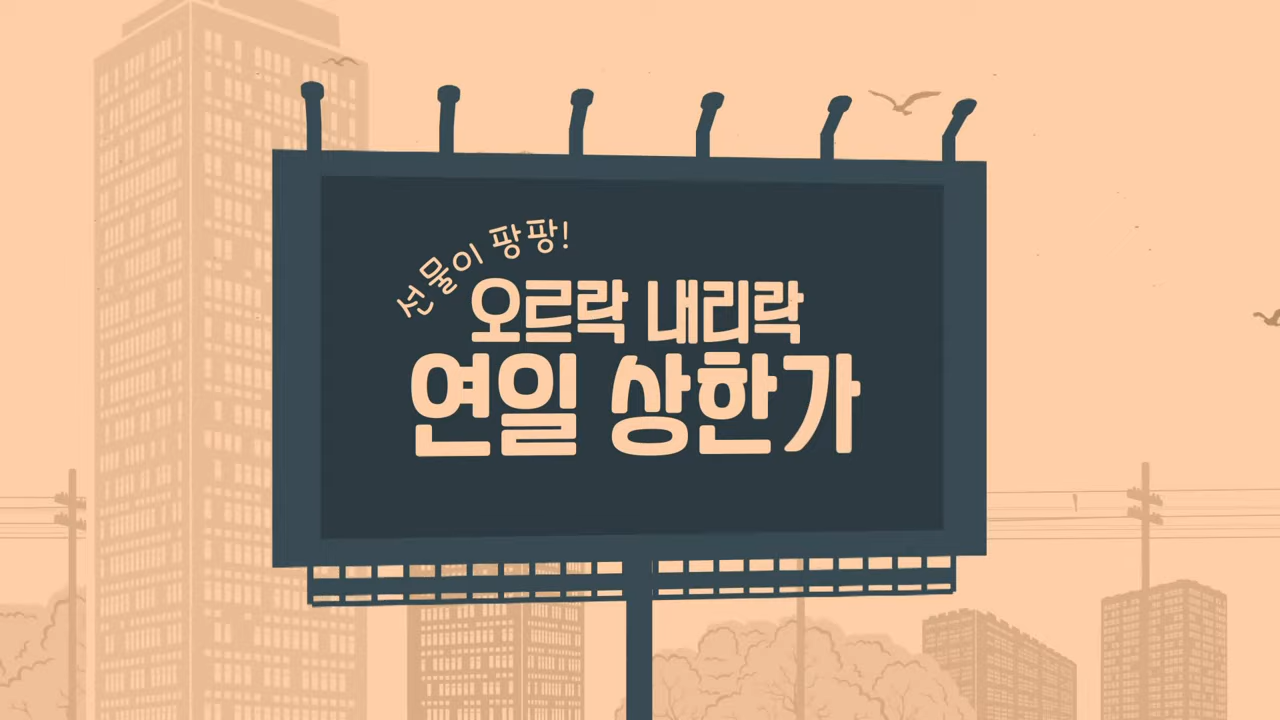 선물이 팡팡!
오르락 내리락
연일 상한가